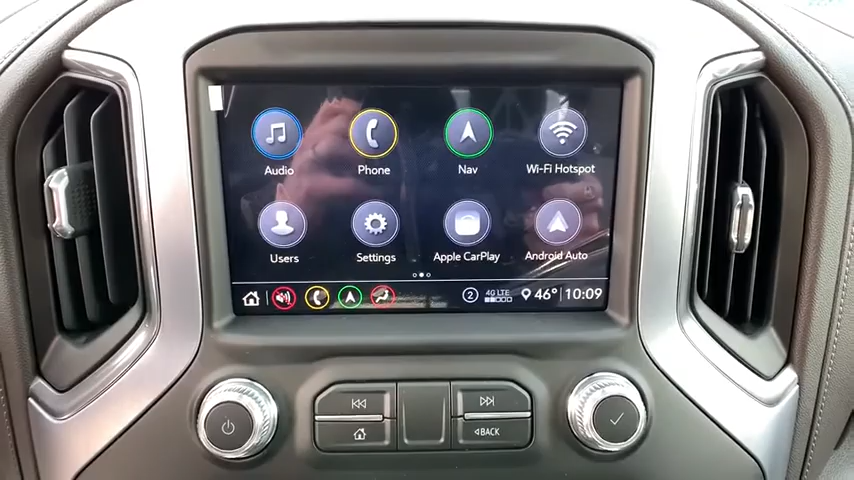 Audio
Phone
Nav
Wi-Fi Hotspot
Users
Settings
Apple CarPlay
Android Auto
2
4G LTE
46°
10:09
BACK